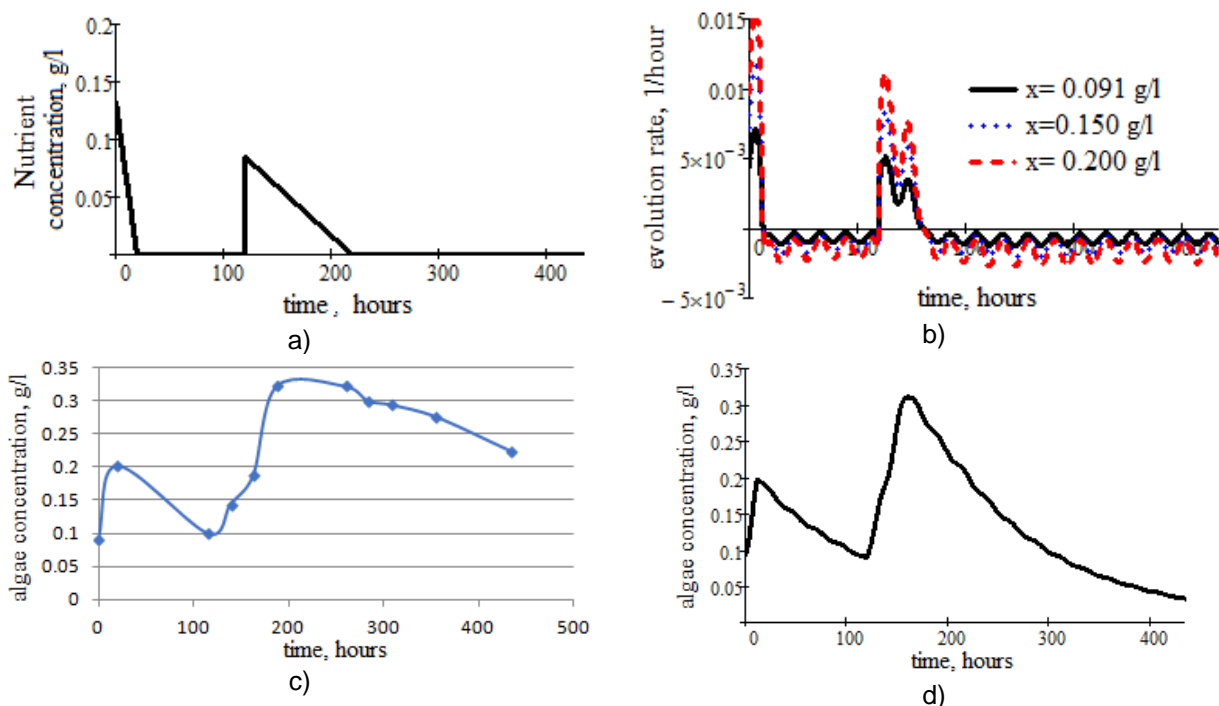 Nutrient
concentration, g/l
0.2
0.15
0.1
0.05
0
100
200
300
400
time, hours
a)
evolution rate, 1/hour
0.015
0.01
5×10⁻³
− 5×10⁻³
0
x= 0.091 g/l
x=0.150 g/l
x= 0.200 g/l
time, hours
b)
algae concentration, g/l
0.35
0.3
0.25
0.2
0.15
0.1
0.05
0
0
100
200
300
400
500
time, hours
c)
algae concentration, g/l
0.35
0.3
0.25
0.2
0.15
0.1
0.05
0
100
200
300
400
time, hours
d)